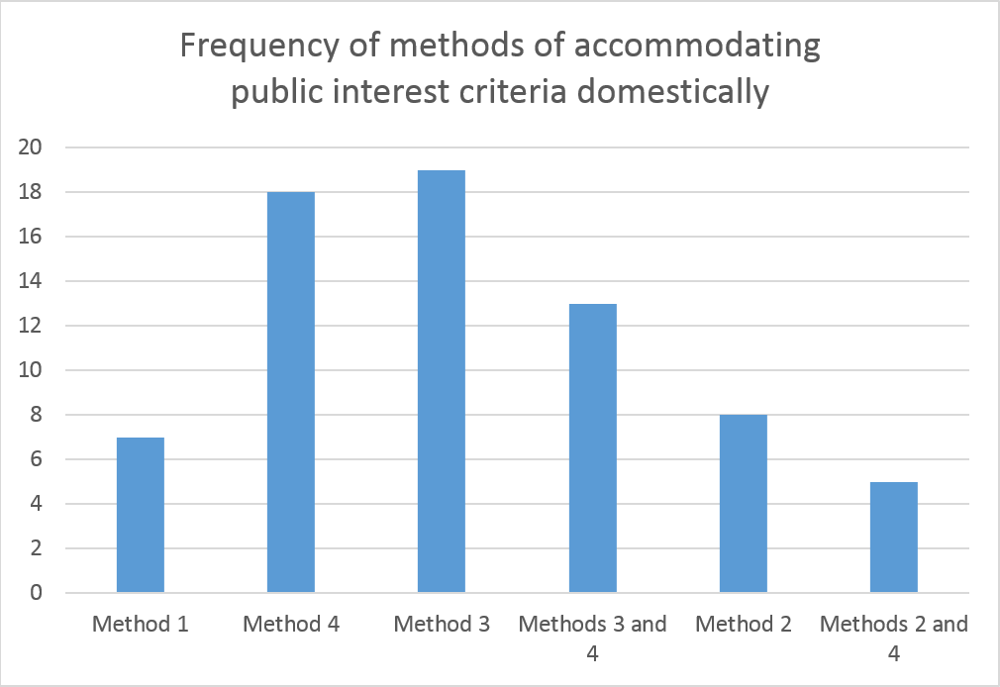 Frequency of methods of accommodating
public interest criteria domestically
20
18
16
14
12
10
8
6
4
2
0
Method 1
Method 4
Method 3
Methods 3 and
4
Method 2
Methods 2 and
4